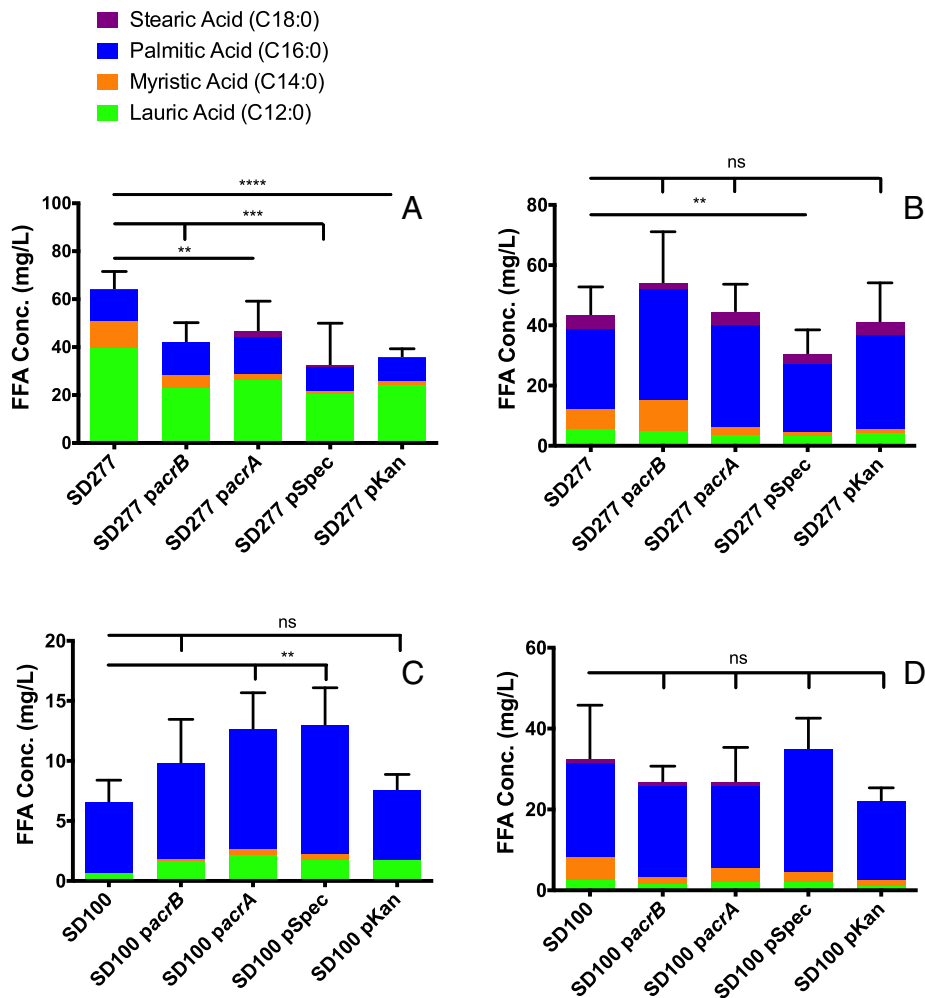 Stearic Acid (C18:0)
Palmitic Acid (C16:0)
Myristic Acid (C14:0)
Lauric Acid (C12:0)
A
****
***
**
FFA Conc. (mg/L)
100
80
60
40
20
0
SD277
SD277 pacrB
SD277 pacrA
SD277 pSpec
SD277 pKan
B
ns
**
FFA Conc. (mg/L)
80
60
40
20
0
SD277
SD277 pacrB
SD277 pacrA
SD277 pSpec
SD277 pKan
C
ns
**
FFA Conc. (mg/L)
20
15
10
5
0
SD100
SD100 pacrB
SD100 pacrA
SD100 pSpec
SD100 pKan
D
ns
FFA Conc. (mg/L)
60
40
20
0
SD100
SD100 pacrB
SD100 pacrA
SD100 pSpec
SD100 pKan